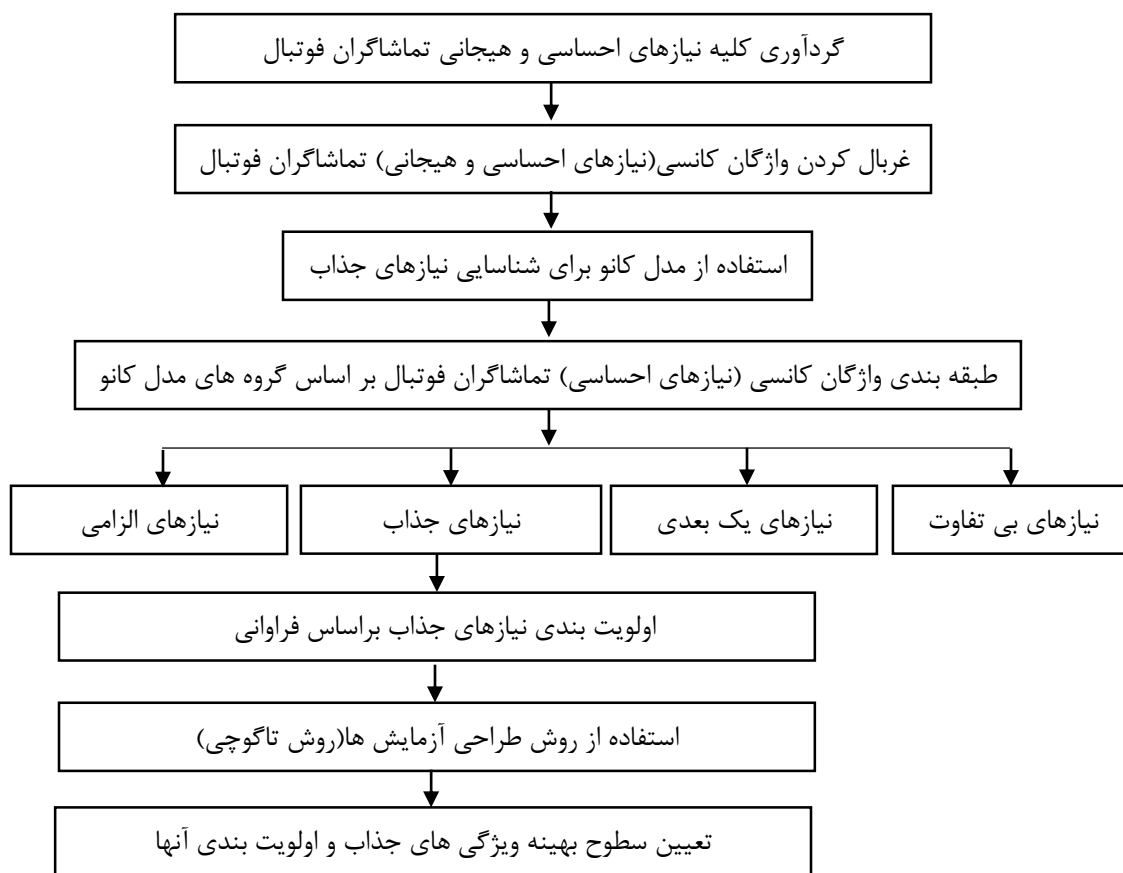 گردآوری کلیه نیازهای احساسی و هیجانی تماشاگران فوتبال
غربال کردن واژگان کانسی(نیازهای احساسی و هیجانی) تماشاگران فوتبال
استفاده از مدل کانو برای شناسایی نیازهای جذاب
طبقه بندی واژگان کانسی (نیازهای احساسی) تماشاگران فوتبال بر اساس گروه های مدل کانو
نیازهای بی تفاوت
نیازهای یک بعدی
نیازهای جذاب
نیازهای الزامی
اولویت بندی نیازهای جذاب براساس فراوانی
استفاده از روش طراحی آزمایش ها(روش تاگوچی)
تعیین سطوح بهینه ویژگی های جذاب و اولویت بندی آنها